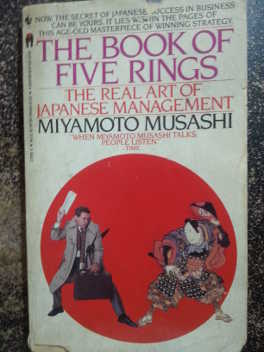 NOW, THE SECRET OF JAPANESE SUCCESS IN BUSINESS
CAN BE YOURS. IT LIES WITHIN THE PAGES OF
THIS AGE-OLD MASTERPIECE OF WINNING STRATEGY.
THE BOOK OF
FIVE RINGS
THE REAL ART OF
JAPANESE MANAGEMENT
MIYAMOTO MUSASHI
"WHEN MIYAMOTO MUSASHI TALKS,
PEOPLE LISTEN"
-TIME